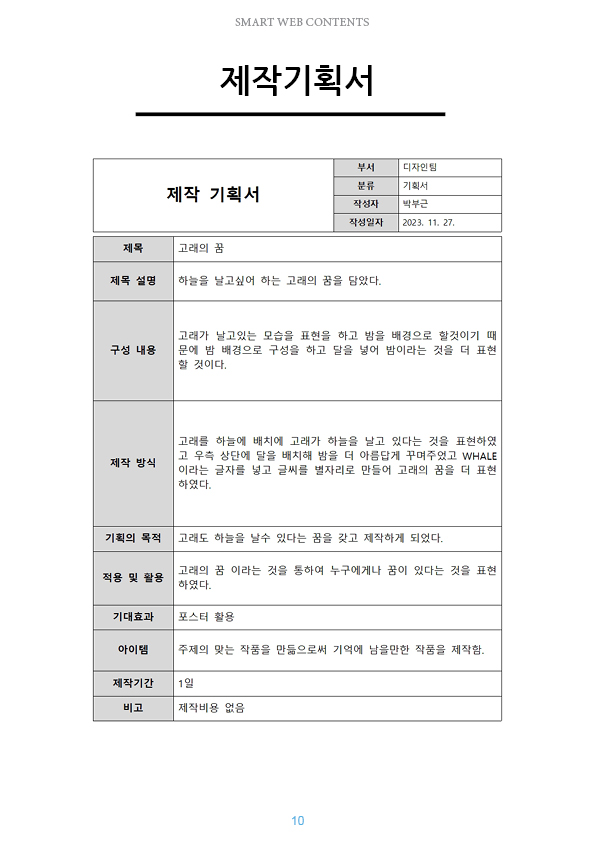 SMART WEB CONTENTS
제작기획서
제작 기획서
부서 디자인팀
분류 기획서
작성자 박부근
작성일자 2023. 11. 27.
제목 고래의 꿈
제목 설명 하늘을 날고싶어 하는 고래의 꿈을 담았다.
구성 내용
고래가 날고있는 모습을 표현을 하고 밤을 배경으로 할것이기 때
문에 밤 배경으로 구성을 하고 달을 넣어 밤이라는 것을 더 표현
할 것이다.
제작 방식
고래를 하늘에 배치에 고래가 하늘을 날고 있다는 것을 표현하였
고 우측 상단에 달을 배치해 밤을 더 아름답게 꾸며주었고 WHALE
이라는 글자를 넣고 글씨를 별자리로 만들어 고래의 꿈을 더 표현
하였다.
기획의 목적 고래도 하늘을 날수 있다는 꿈을 갖고 제작하게 되었다.
적용 및 활용
고래의 꿈 이라는 것을 통하여 누구에게나 꿈이 있다는 것을 표현
하였다.
기대효과 포스터 활용
아이템 주제의 맞는 작품을 만듦으로써 기억에 남을만한 작품을 제작함.
제작기간 1일
비고 제작비용 없음
10